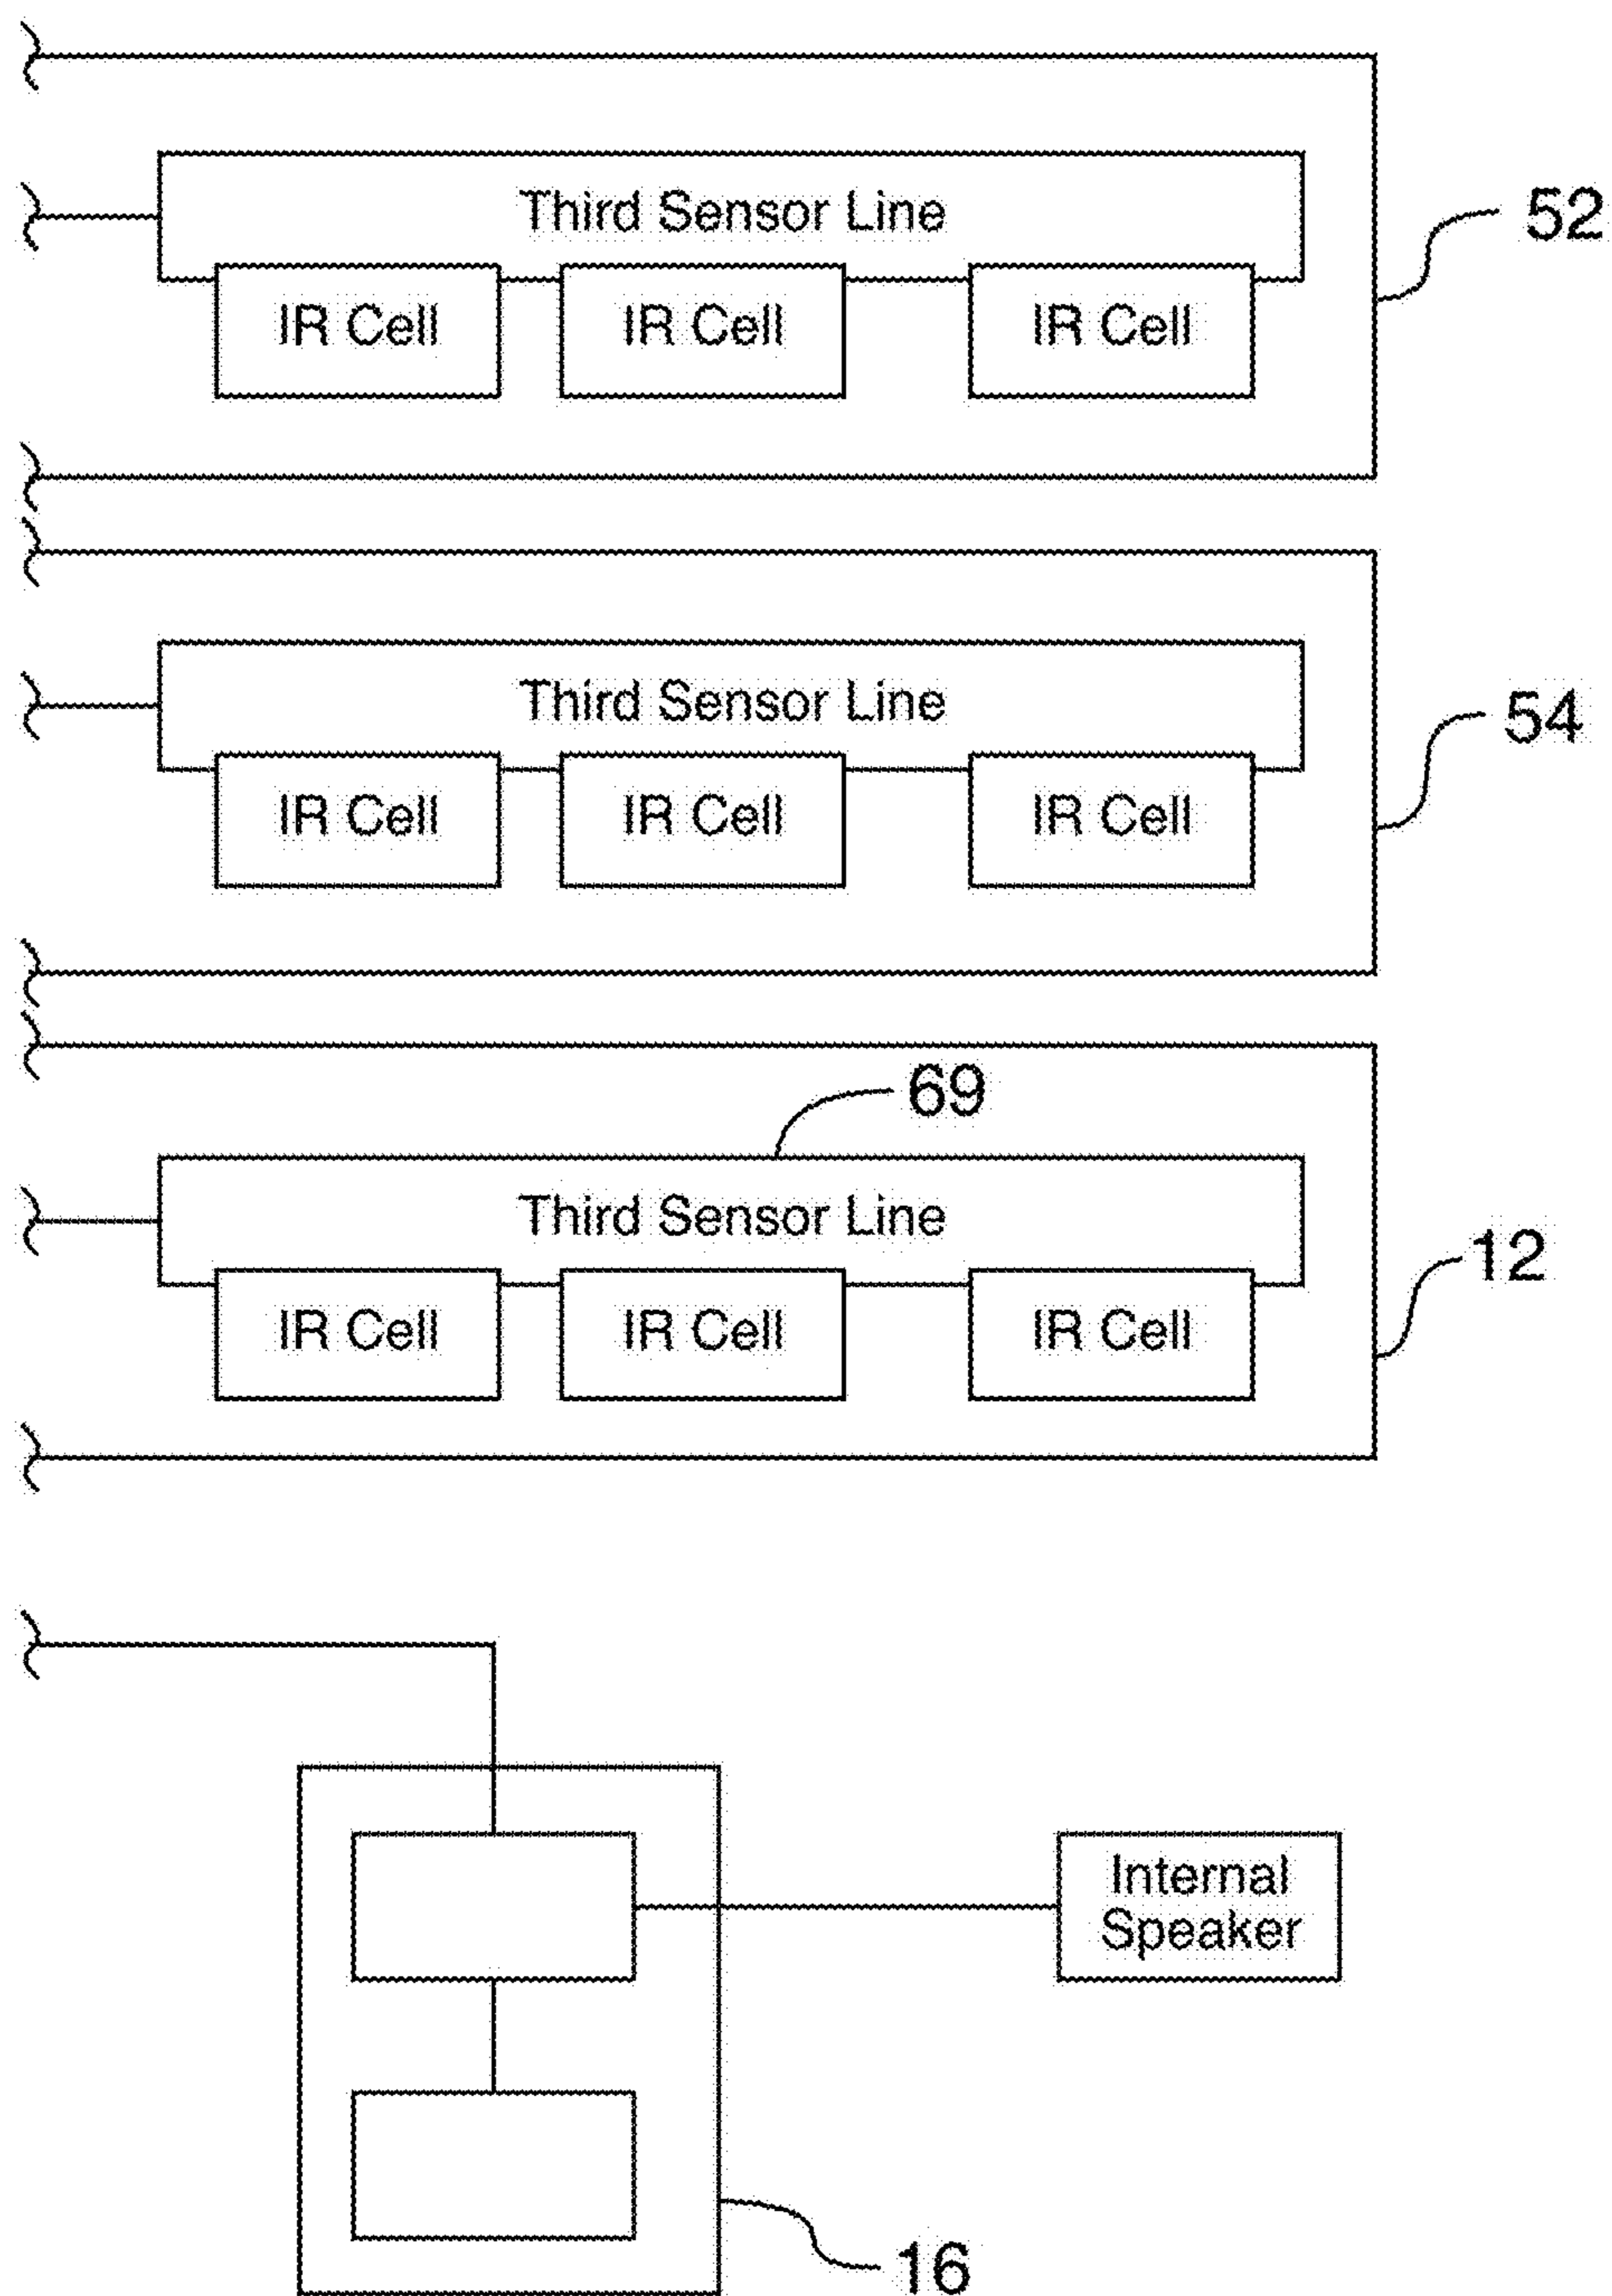 Third Sensor Line
52
IR Cell IR Cell IR Cell
Third Sensor Line
54
IR Cell IR Cell IR Cell
69
Third Sensor Line
12
IR Cell IR Cell IR Cell
Internal
Speaker
16